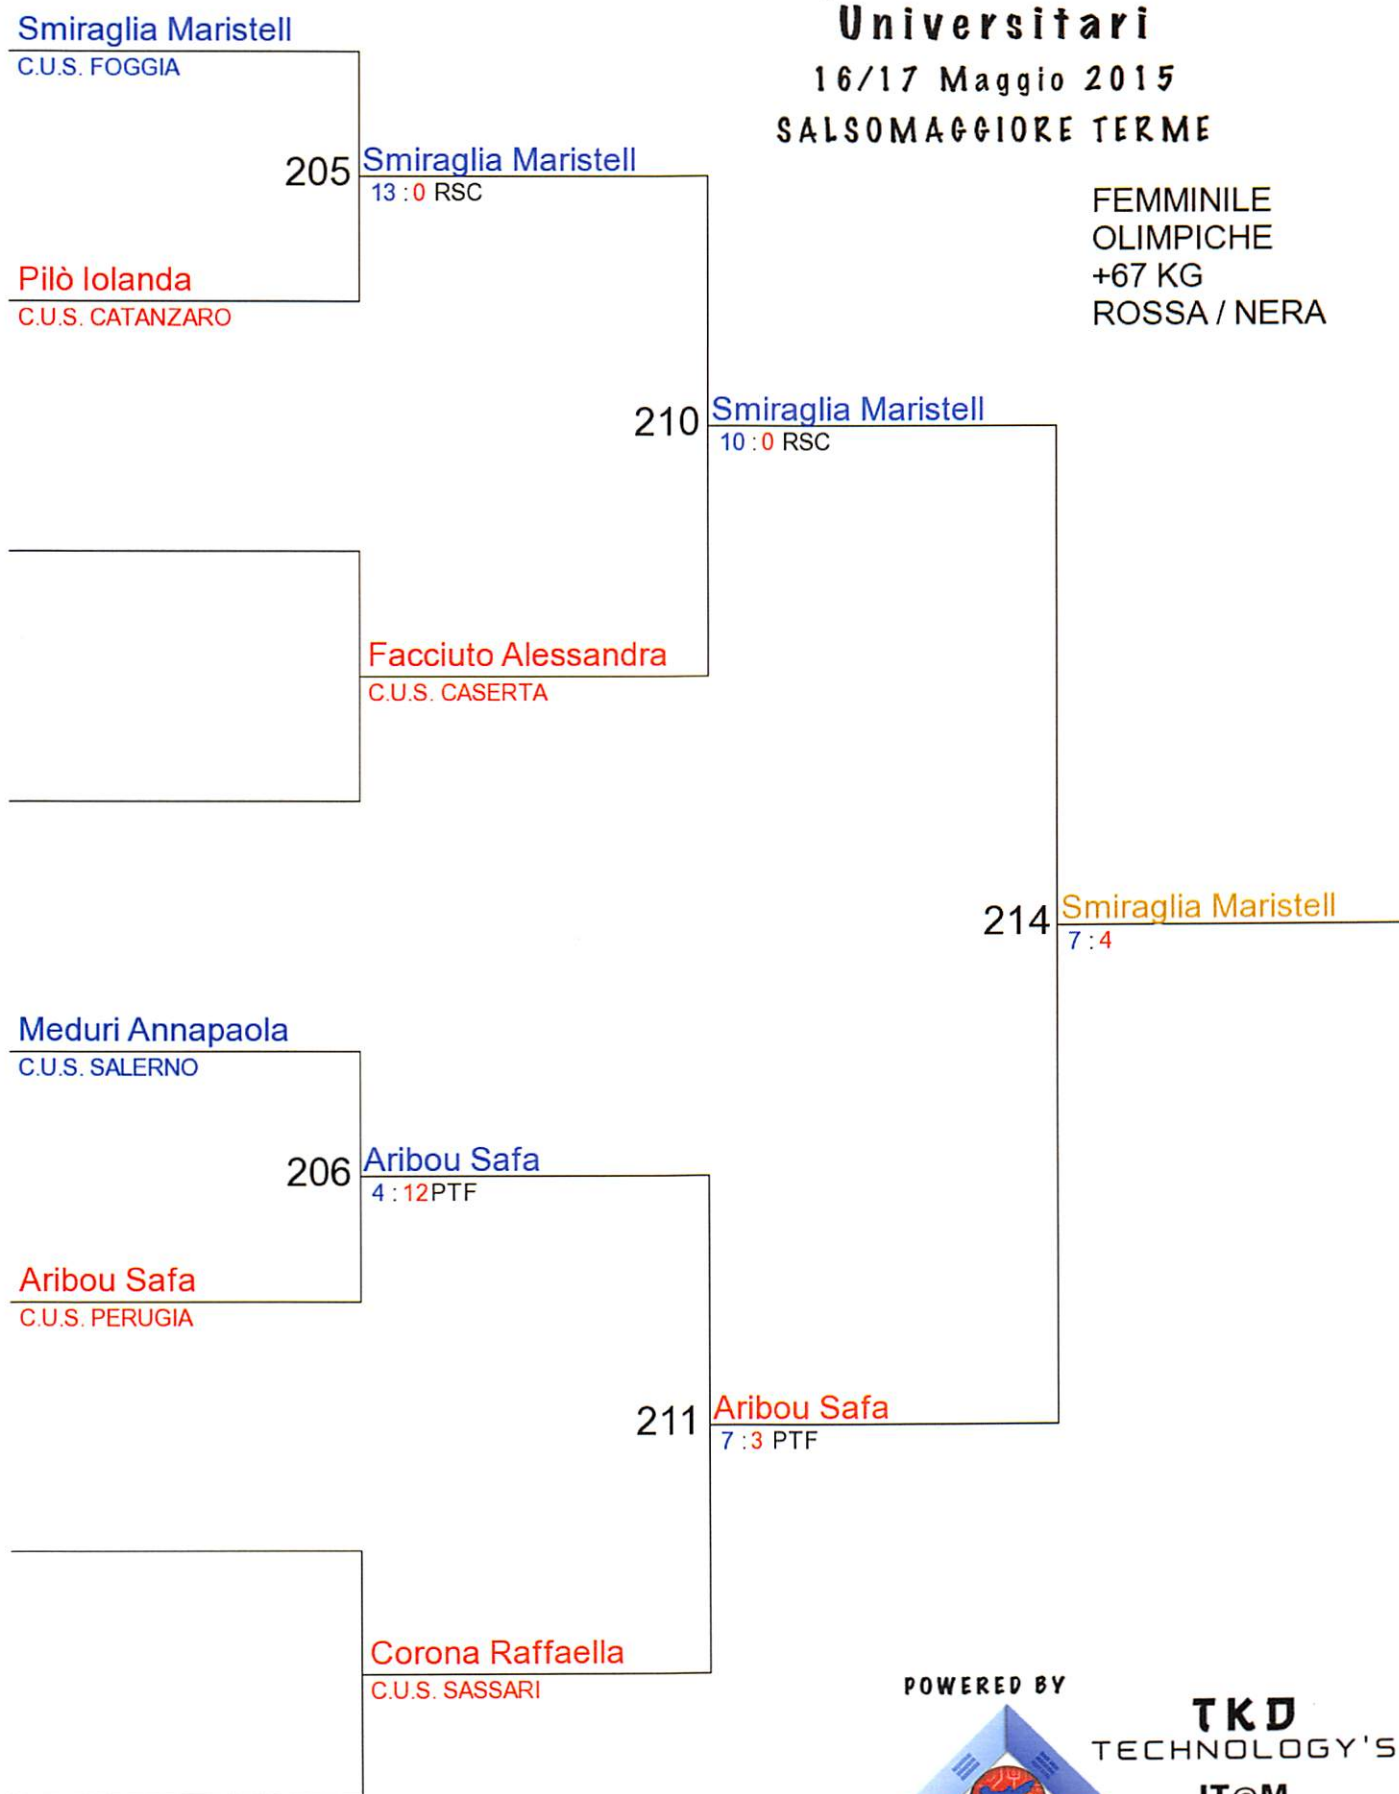 Universitari
16/17 Maggio 2015
SALSOMAGGIORE TERME
FEMMINILE
OLIMPICHE
+67 KG
ROSSA / NERA
Smiraglia Maristell
C.U.S. FOGGIA
205
Smiraglia Maristell
13 : 0 RSC
Pilò Iolanda
C.U.S. CATANZARO
210
Smiraglia Maristell
10 : 0 RSC
Facciuto Alessandra
C.U.S. CASERTA
214
Smiraglia Maristell
7 : 4
Meduri Annapaola
C.U.S. SALERNO
206
Aribou Safa
4 : 12PTF
Aribou Safa
C.U.S. PERUGIA
211
Aribou Safa
7 : 3 PTF
Corona Raffaella
C.U.S. SASSARI
POWERED BY
TKD
TECHNOLOGY'S